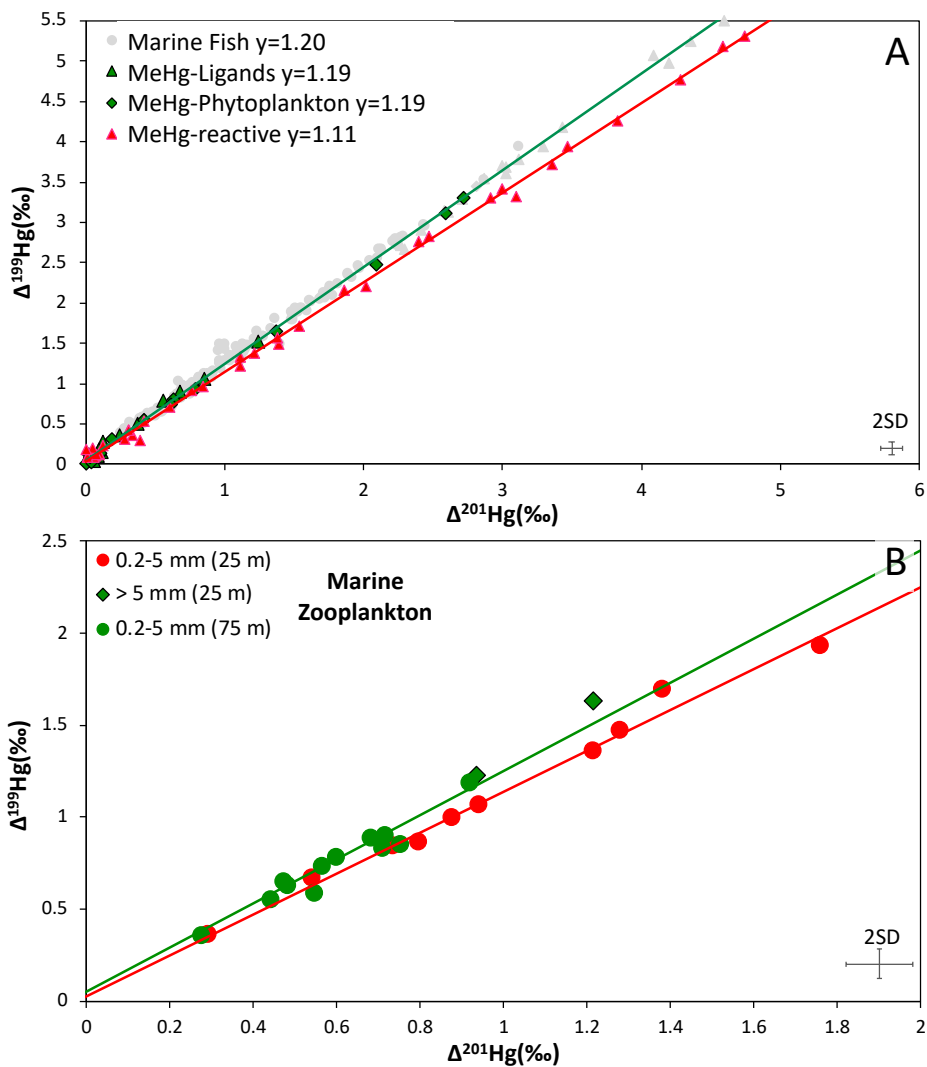 A
Marine Fish y=1.20
MeHg-Ligands y=1.19
MeHg-Phytoplankton y=1.19
MeHg-reactive y=1.11
5.5
5
4.5
4
3.5
3
2.5
2
1.5
1
0.5
0
Δ¹⁹⁹Hg(‰)
2SD
0 1 2 3 4 5 6
Δ²⁰¹Hg(‰)
B
0.2-5 mm (25 m)
> 5 mm (25 m)
0.2-5 mm (75 m)
Marine
Zooplankton
2.5
2
1.5
1
0.5
0
Δ¹⁹⁹Hg(‰)
2SD
0 0.2 0.4 0.6 0.8 1 1.2 1.4 1.6 1.8 2
Δ²⁰¹Hg(‰)